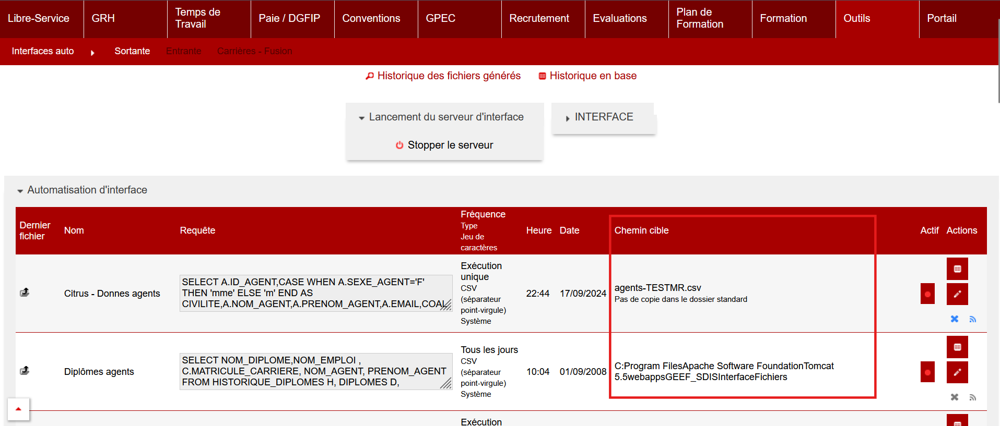 Libre-Service
GRH
Temps de
Travail
Paie / DGFIP
Conventions
GPEC
Recrutement
Evaluations
Plan de
Formation
Formation
Outils
Portail
Interfaces auto
Sortante
Entrante
Carrières - Fusion
Historique des fichiers générés
Historique en base
Lancement du serveur d'interface
Stopper le serveur
INTERFACE
Automatisation d'interface
Dernier
fichier
Nom
Requête
Fréquence
Type
Jeu de
caractères
Heure
Date
Chemin cible
Actif
Actions
Citrus - Donnes agents
SELECT A.ID_AGENT,CASE WHEN A.SEXE_AGENT='F'
THEN 'mme' ELSE 'm' END AS
CIVILITE,A.NOM_AGENT,A.PRENOM_AGENT,A.EMAIL,COAL
Exécution
unique
CSV
(séparateur
point-virgule)
Système
22:44
17/09/2024
agents-TESTMR.csv
Pas de copie dans le dossier standard
Diplômes agents
SELECT NOM_DIPLOME,NOM_EMPLOI ,
C.MATRICULE_CARRIERE, NOM_AGENT, PRENOM_AGENT
FROM HISTORIQUE_DIPLOMES H, DIPLOMES D,
Tous les jours
CSV
(séparateur
point-virgule)
Système
10:04
01/09/2008
C:Program FilesApache Software FoundationTomcat
5.5webappsGEEF_SDISInterfaceFichiers
Exécution